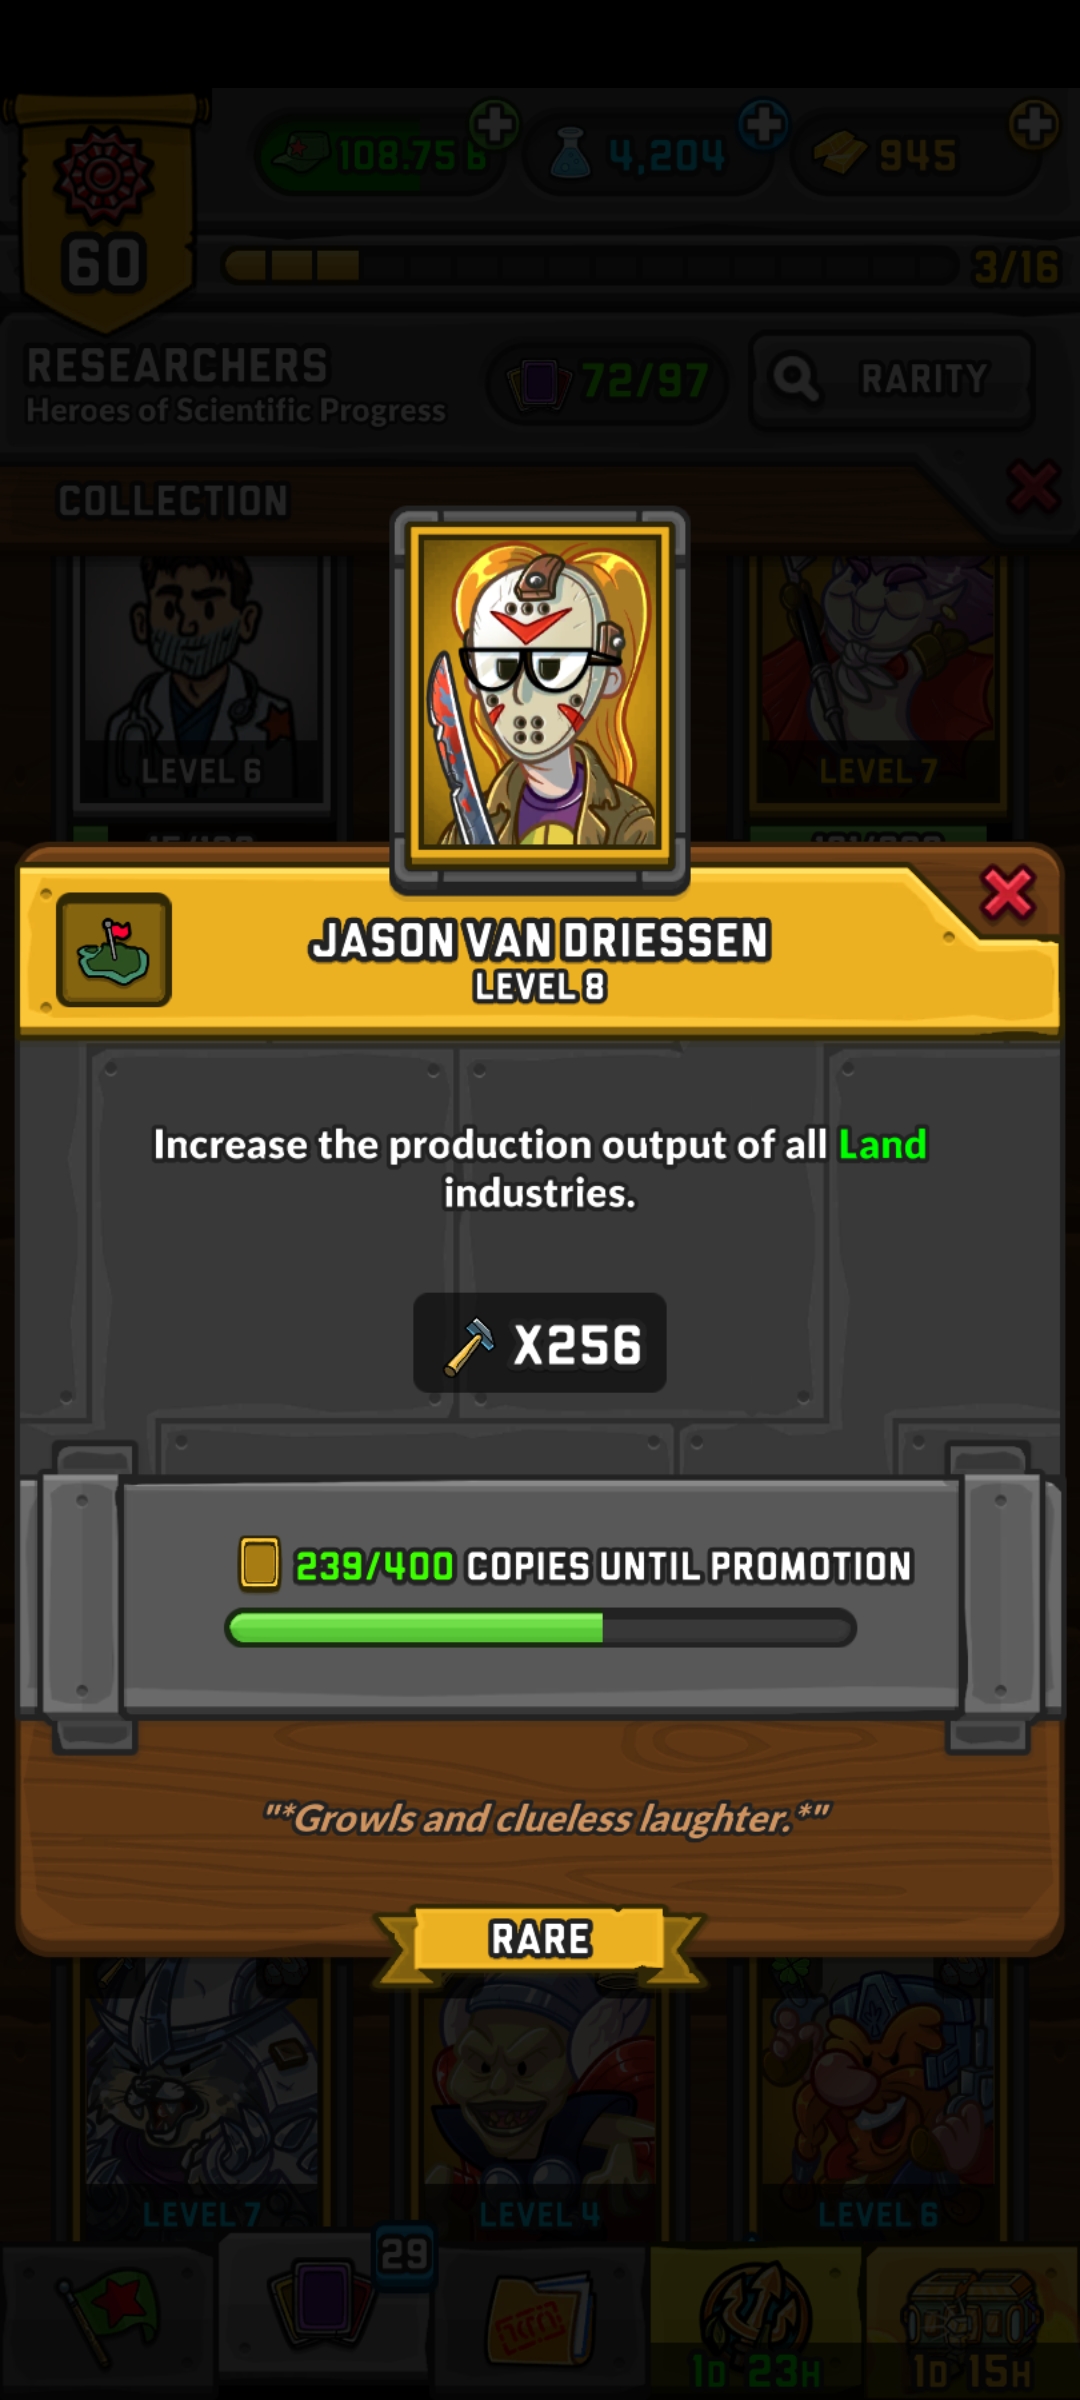 60
108.75 B
4,204
945
3/16
RESEARCHERS
Heroes of Scientific Progress
72/97
RARITY
COLLECTION
LEVEL 6
LEVEL 7
JASON VAN DRIESSEN
LEVEL 8
Increase the production output of all Land
industries.
X256
239/400 COPIES UNTIL PROMOTION
"*Growls and clueless laughter.*"
RARE
LEVEL 7
LEVEL 4
LEVEL 6
29
1D 23H
1D 15H